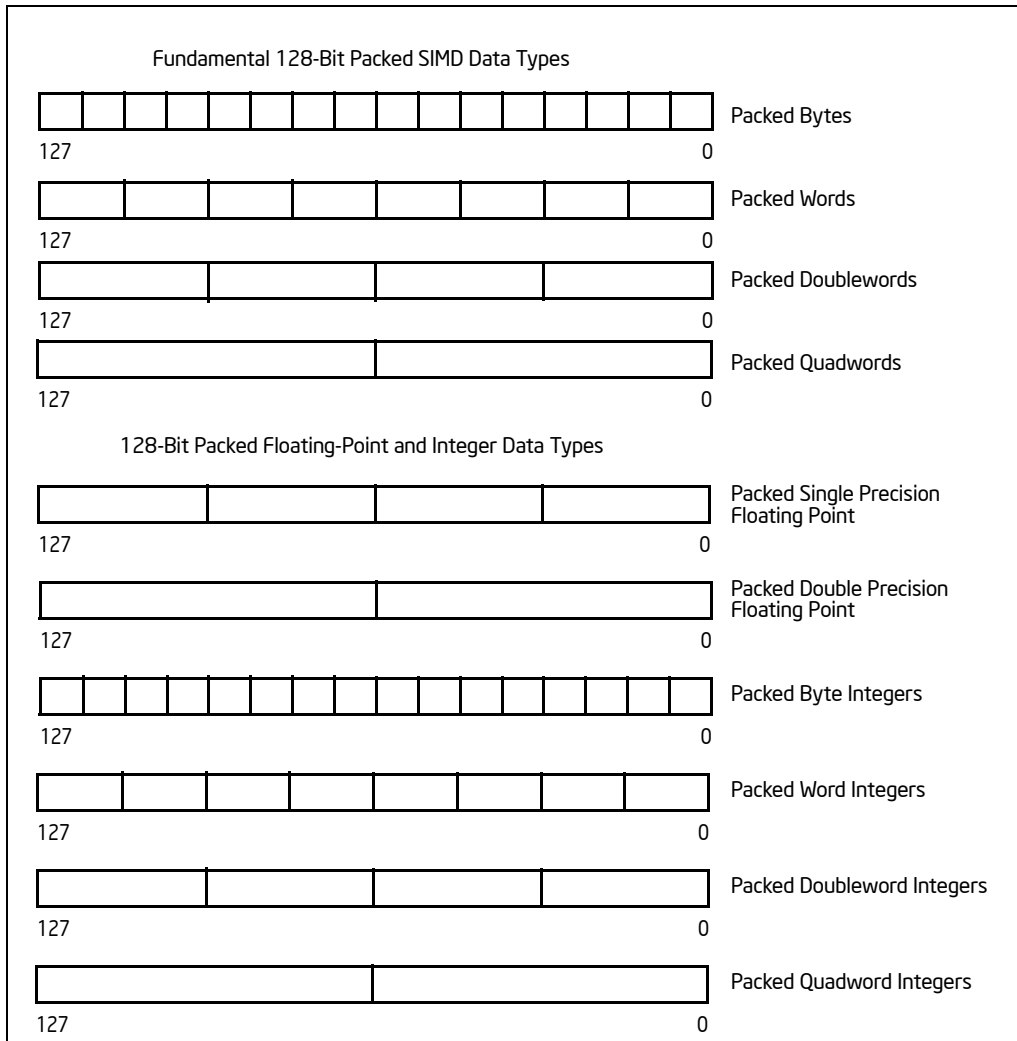 Fundamental 128-Bit Packed SIMD Data Types
Packed Bytes
127 0
Packed Words
127 0
Packed Doublewords
127 0
Packed Quadwords
127 0
128-Bit Packed Floating-Point and Integer Data Types
Packed Single Precision
Floating Point
127 0
Packed Double Precision
Floating Point
127 0
Packed Byte Integers
127 0
Packed Word Integers
127 0
Packed Doubleword Integers
127 0
Packed Quadword Integers
127 0